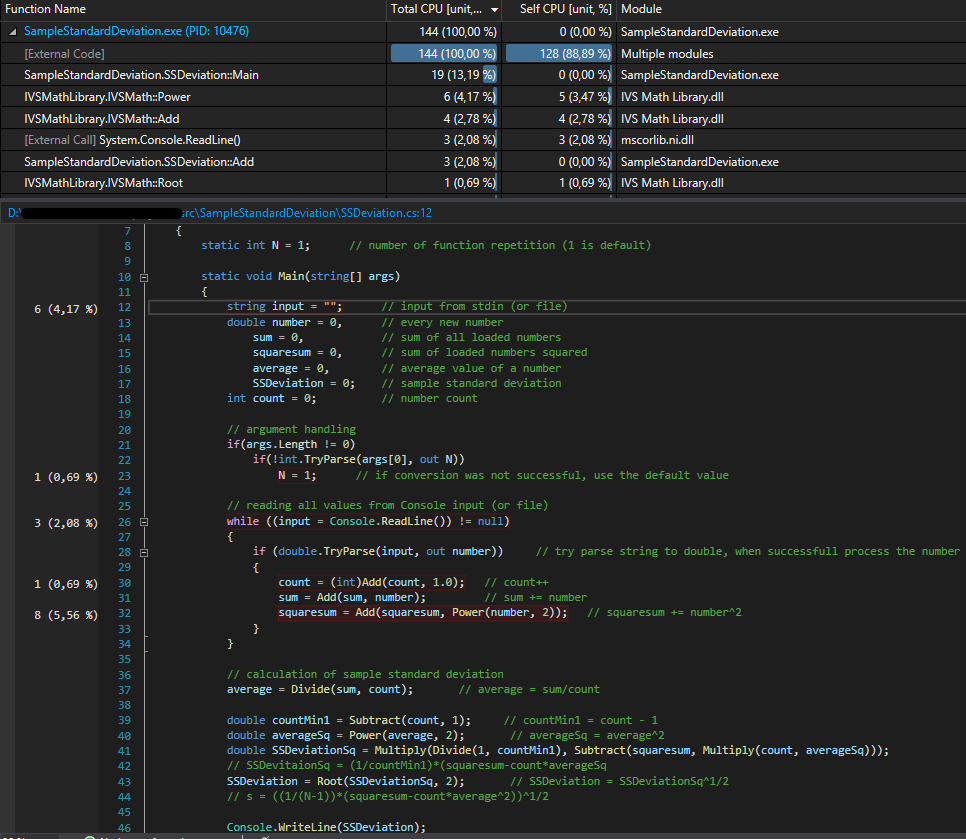 Function Name Total CPU [unit,... Self CPU [unit, %] Module
SampleStandardDeviation.exe (PID: 10476) 144 (100,00 %) 0 (0,00 %) SampleStandardDeviation.exe
[External Code] 144 (100,00 %) 128 (88,89 %) Multiple modules
SampleStandardDeviation.SSDeviation::Main 19 (13,19 %) 0 (0,00 %) SampleStandardDeviation.exe
IVSMathLibrary.IVSMath::Power 6 (4,17 %) 5 (3,47 %) IVS Math Library.dll
IVSMathLibrary.IVSMath::Add 4 (2,78 %) 4 (2,78 %) IVS Math Library.dll
[External Call] System.Console.ReadLine() 3 (2,08 %) 3 (2,08 %) mscorlib.ni.dll
SampleStandardDeviation.SSDeviation::Add 3 (2,08 %) 0 (0,00 %) SampleStandardDeviation.exe
IVSMathLibrary.IVSMath::Root 1 (0,69 %) 1 (0,69 %) IVS Math Library.dll
D:\ src\SampleStandardDeviation\SSDeviation.cs:12
7 {
8 static int N = 1; // number of function repetition (1 is default)
9
10 static void Main(string[] args)
11 {
6 (4,17 %) 12 string input = ""; // input from stdin (or file)
13 double number = 0, // every new number
14 sum = 0, // sum of all loaded numbers
15 squaresum = 0, // sum of loaded numbers squared
16 average = 0, // average value of a number
17 SSDeviation = 0; // sample standard deviation
18 int count = 0; // number count
19
20 // argument handling
21 if(args.Length != 0)
22 if(!int.TryParse(args[0], out N))
1 (0,69 %) 23 N = 1; // if conversion was not successful, use the default value
24
25 // reading all values from Console input (or file)
3 (2,08 %) 26 while ((input = Console.ReadLine()) != null)
27 {
28 if (double.TryParse(input, out number)) // try parse string to double, when successfull process the number
29 {
1 (0,69 %) 30 count = (int)Add(count, 1.0); // count++
31 sum = Add(sum, number); // sum += number
8 (5,56 %) 32 squaresum = Add(squaresum, Power(number, 2)); // squaresum += number^2
33 }
34 }
35
36 // calculation of sample standard deviation
37 average = Divide(sum, count); // average = sum/count
38
39 double countMin1 = Subtract(count, 1); // countMin1 = count - 1
40 double averageSq = Power(average, 2); // averageSq = average^2
41 double SSDeviationSq = Multiply(Divide(1, countMin1), Subtract(squaresum, Multiply(count, averageSq)));
42 // SSDevitaionSq = (1/countMin1)*(squaresum-count*averageSq
43 SSDeviation = Root(SSDeviationSq, 2); // SSDeviation = SSDeviationSq^1/2
44 // s = ((1/(N-1))*(squaresum-count*average^2))^1/2
45
46 Console.WriteLine(SSDeviation);